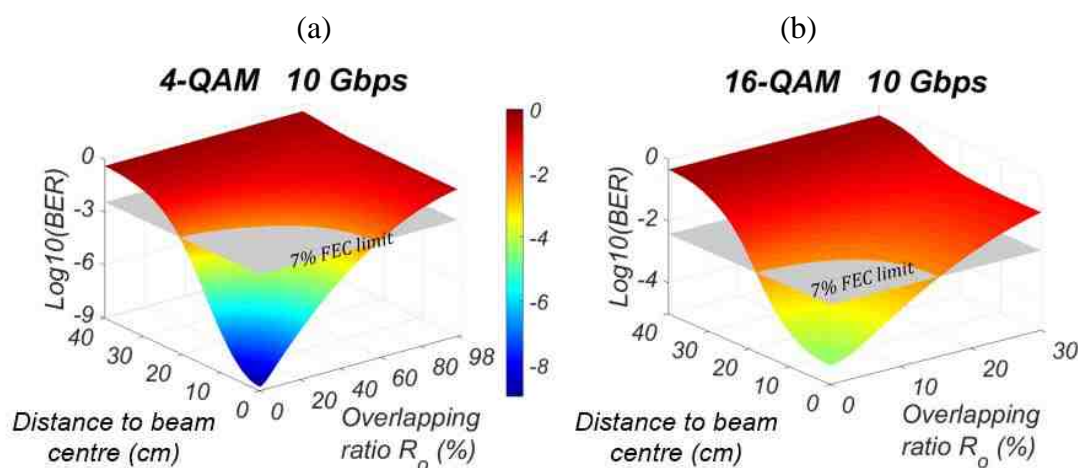 (a)
4-QAM 10 Gbps
0
-3
-6
-9
Log10(BER)
40
30
20
10
0
Distance to beam
centre (cm)
0
20
40
60
80
98
Overlapping
ratio R_o (%)
7% FEC limit
0
-2
-4
-6
-8
(b)
16-QAM 10 Gbps
0
-2
-4
Log10(BER)
40
30
20
10
0
Distance to beam
centre (cm)
0
10
20
30
Overlapping
ratio R_o (%)
7% FEC limit